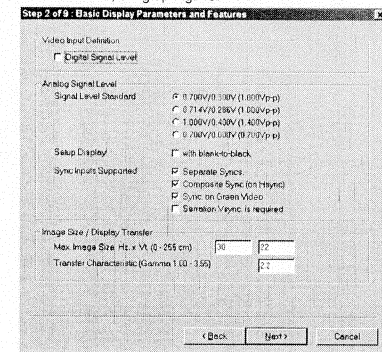 Step 2 of 9 : Basic Display Parameters and Features
Video Input Definition
Digital Signal Level
Analog Signal Level
Signal Level Standard
0.700V/0.300V (1.000Vp-p)
0.714V/0.286V (1.000Vp-p)
1.000V/0.400V (1.400Vp-p)
0.700V/0.000V (0.700Vp-p)
Setup Display
with blank-to-black
Sync Inputs Supported
Separate Syncs
Composite Sync (on Hsync)
Sync on Green Video
Serration Vsync. is required
Image Size / Display Transfer
Max. Image Size Hz. x Vt. (0 - 255 cm)
30 22
Transfer Characteristic (Gamma 1.00 - 3.55)
2.2
< Back Next > Cancel